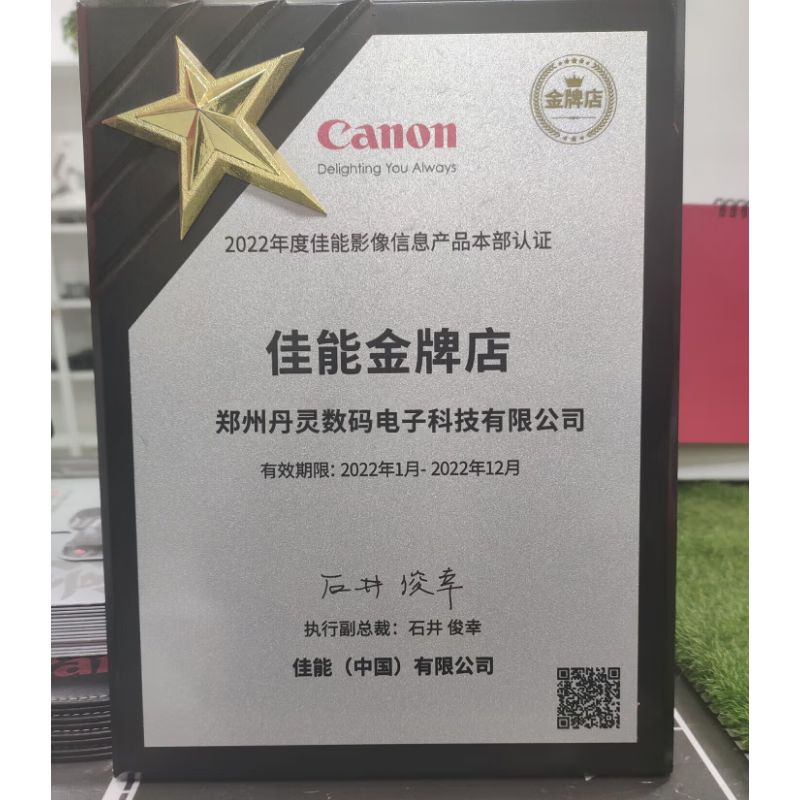 金牌店
Canon
Delighting You Always
2022年度佳能影像信息产品本部认证
佳能金牌店
郑州丹灵数码电子科技有限公司
有效期限: 2022年1月- 2022年12月
石井 俊幸
执行副总裁：石井 俊幸
佳能（中国）有限公司